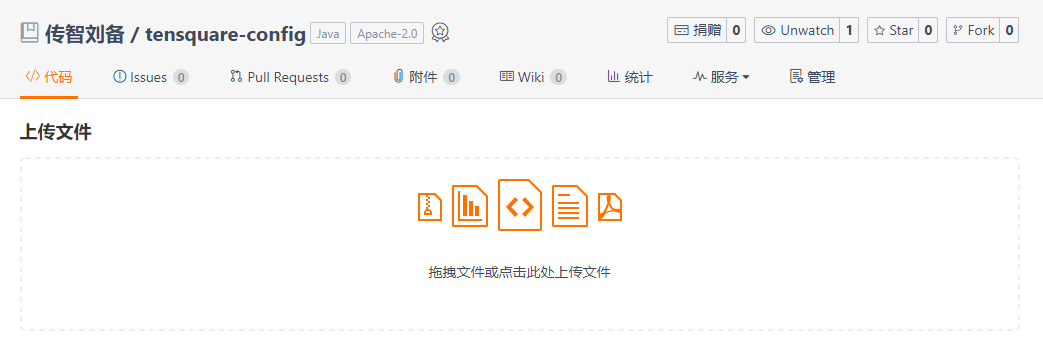 传智刘备 / tensquare-config Java Apache-2.0 捐赠 0 Unwatch 1 Star 0 Fork 0
代码 Issues 0 Pull Requests 0 附件 0 Wiki 0 统计 服务 管理
上传文件
拖拽文件或点击此处上传文件